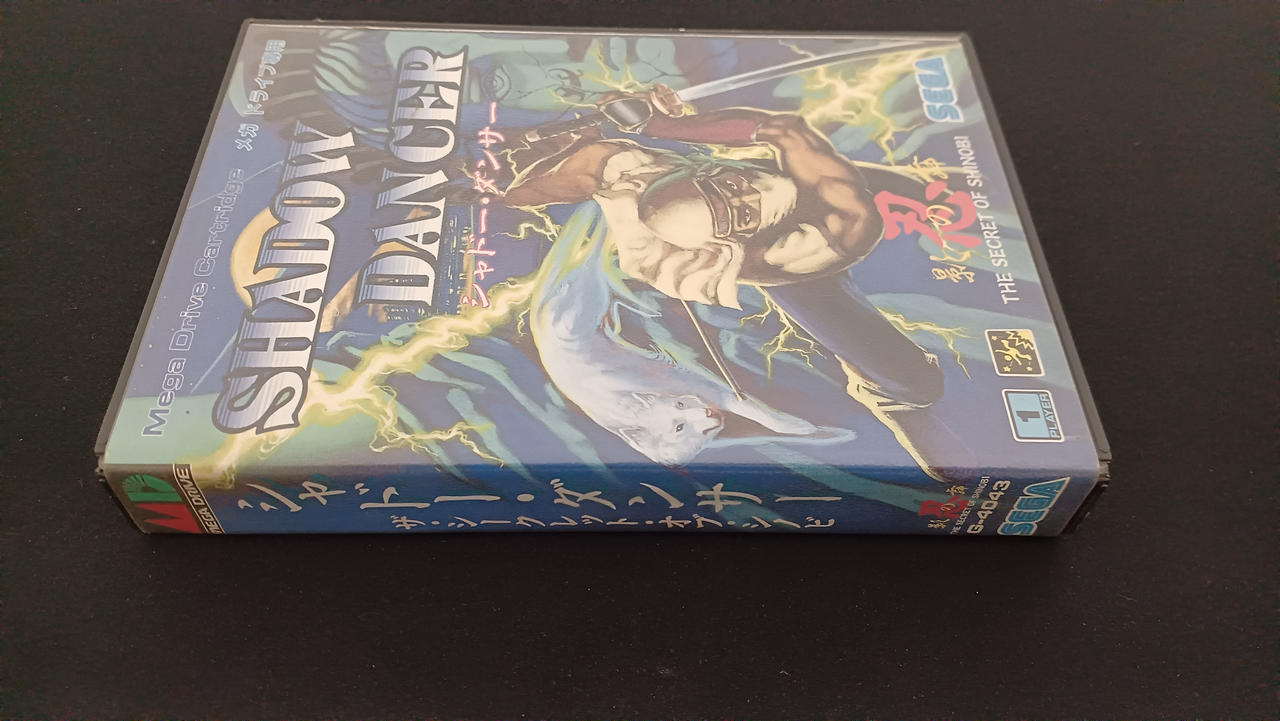 Mega Drive Cartridge メガ ドライブ専用
SHADOW
DANCER
シャドー・ダンサー
影の忍命
THE SECRET OF SHINOBI
SEGA
1
PLAYER
MD
MEGA DRIVE
シャドー・ダンサー
ザ・シークレット・オブ・シノビ
THE SECRET OF SHINOBI
G-4043
SEGA